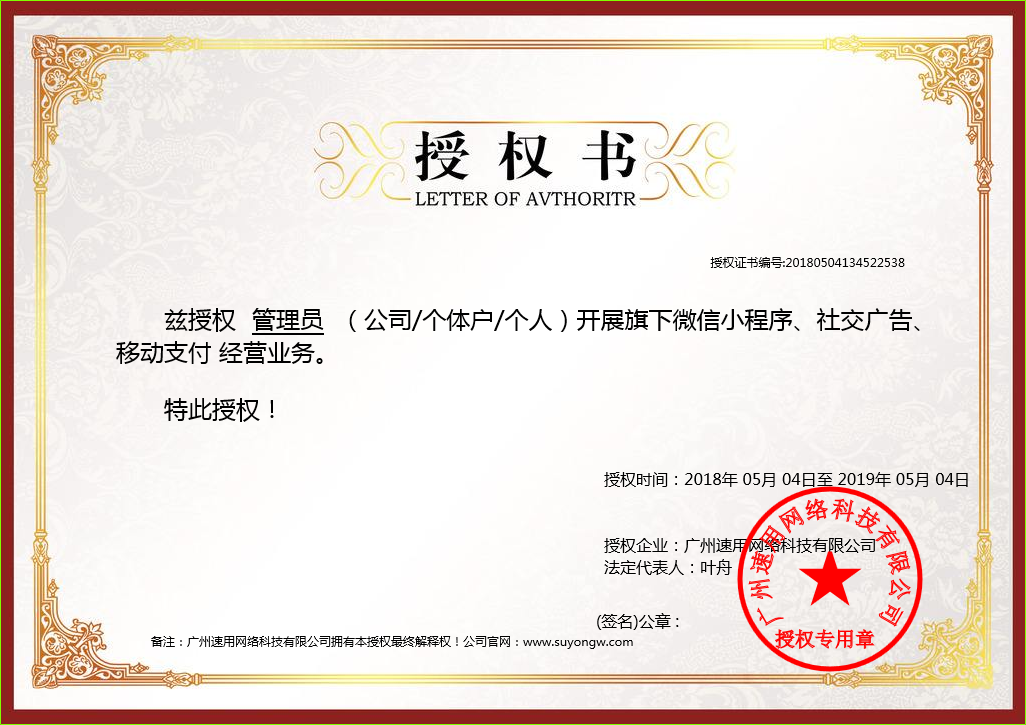 授权书
LETTER OF AVTHORITR
授权证书编号:20180504134522538
兹授权 管理员 （公司/个体户/个人）开展旗下微信小程序、社交广告、
移动支付 经营业务。
特此授权！
授权时间：2018年 05月 04日至 2019年 05月 04日
授权企业：广州速用网络科技有限公司
法定代表人：叶舟
(签名)公章：
备注：广州速用网络科技有限公司拥有本授权最终解释权！公司官网：www.suyongw.com
广州速用网络科技有限公司
授权专用章